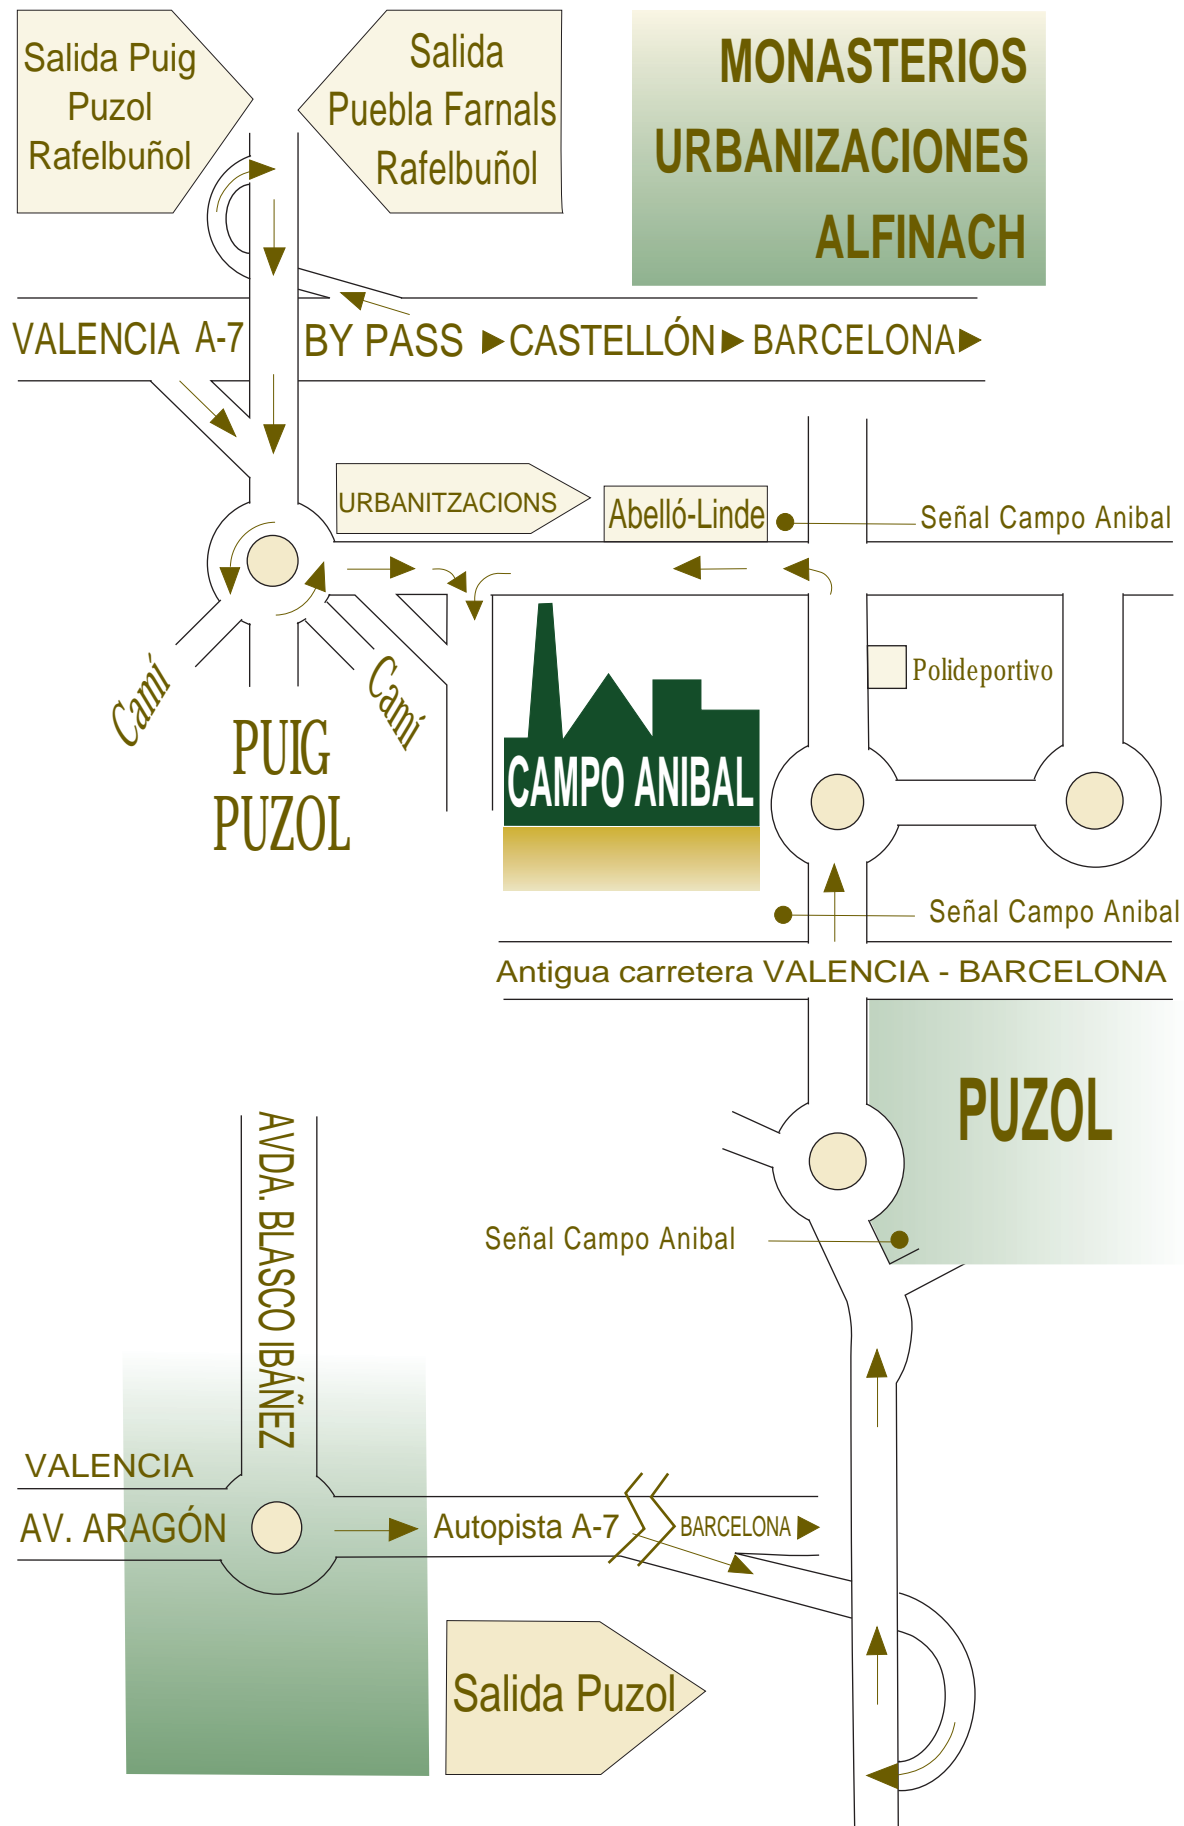 Salida Puig
Puzol
Rafelbuñol
Salida
Puebla Farnals
Rafelbuñol
MONASTERIOS
URBANIZACIONES
ALFINACH
VALENCIA A-7 BY PASS CASTELLÓN BARCELONA
URBANITZACIONS
Abelló-Linde
Señal Campo Anibal
Camí
Camí
PUIG
PUZOL
CAMPO ANIBAL
Polideportivo
Señal Campo Anibal
Antigua carretera VALENCIA - BARCELONA
PUZOL
AVDA. BLASCO IBÁÑEZ
Señal Campo Anibal
VALENCIA
AV. ARAGÓN
Autopista A-7
BARCELONA
Salida Puzol